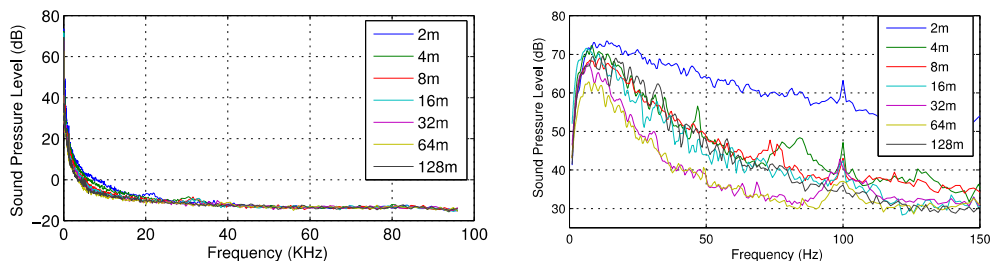 80
60
40
20
0
−20
0
20
40
60
80
100
Sound Pressure Level (dB)
Frequency (KHz)
2m
4m
8m
16m
32m
64m
128m
80
70
60
50
40
30
0
50
100
150
Sound Pressure Level (dB)
Frequency (Hz)
2m
4m
8m
16m
32m
64m
128m